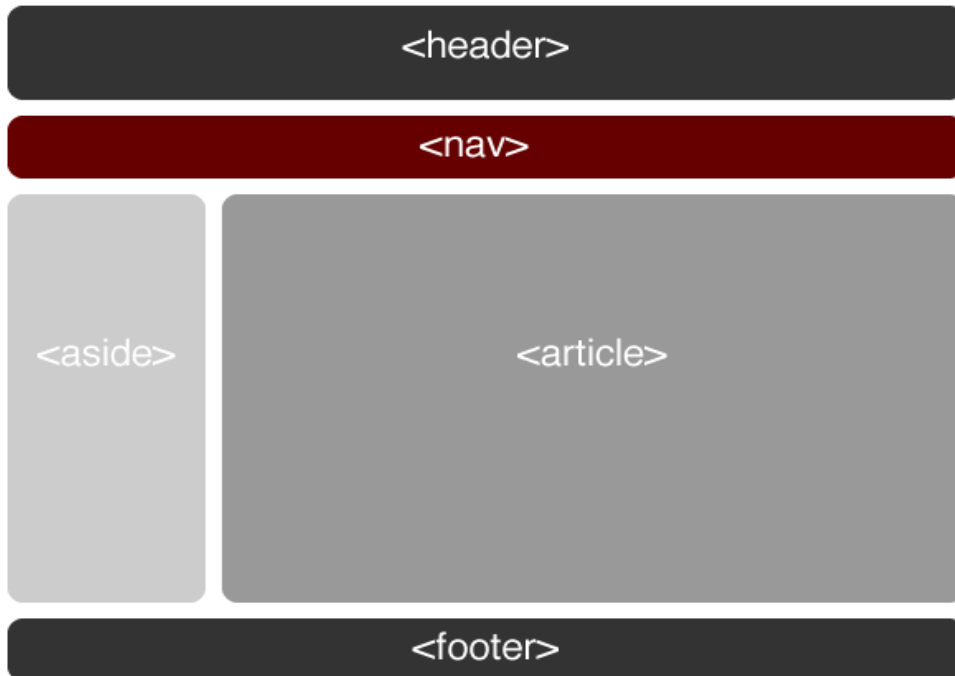 <header>
<nav>
<aside>
<article>
<footer>